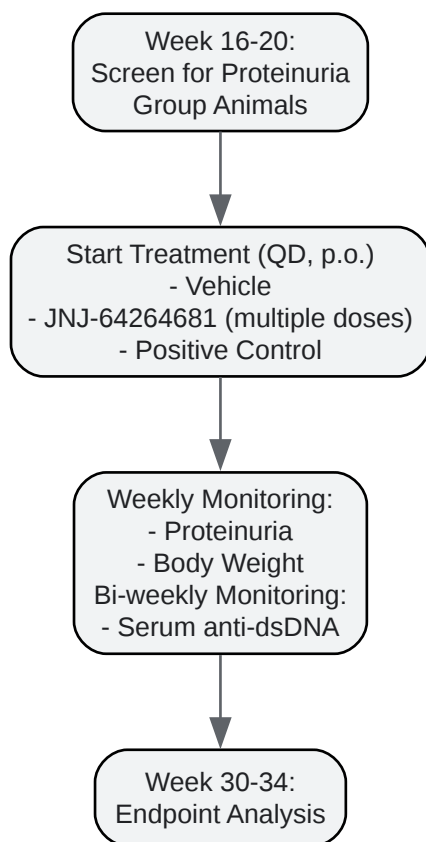 Week 16-20:
Screen for Proteinuria
Group Animals
Start Treatment (QD, p.o.)
- Vehicle
- JNJ-64264681 (multiple doses)
- Positive Control
Weekly Monitoring:
- Proteinuria
- Body Weight
Bi-weekly Monitoring:
- Serum anti-dsDNA
Week 30-34:
Endpoint Analysis